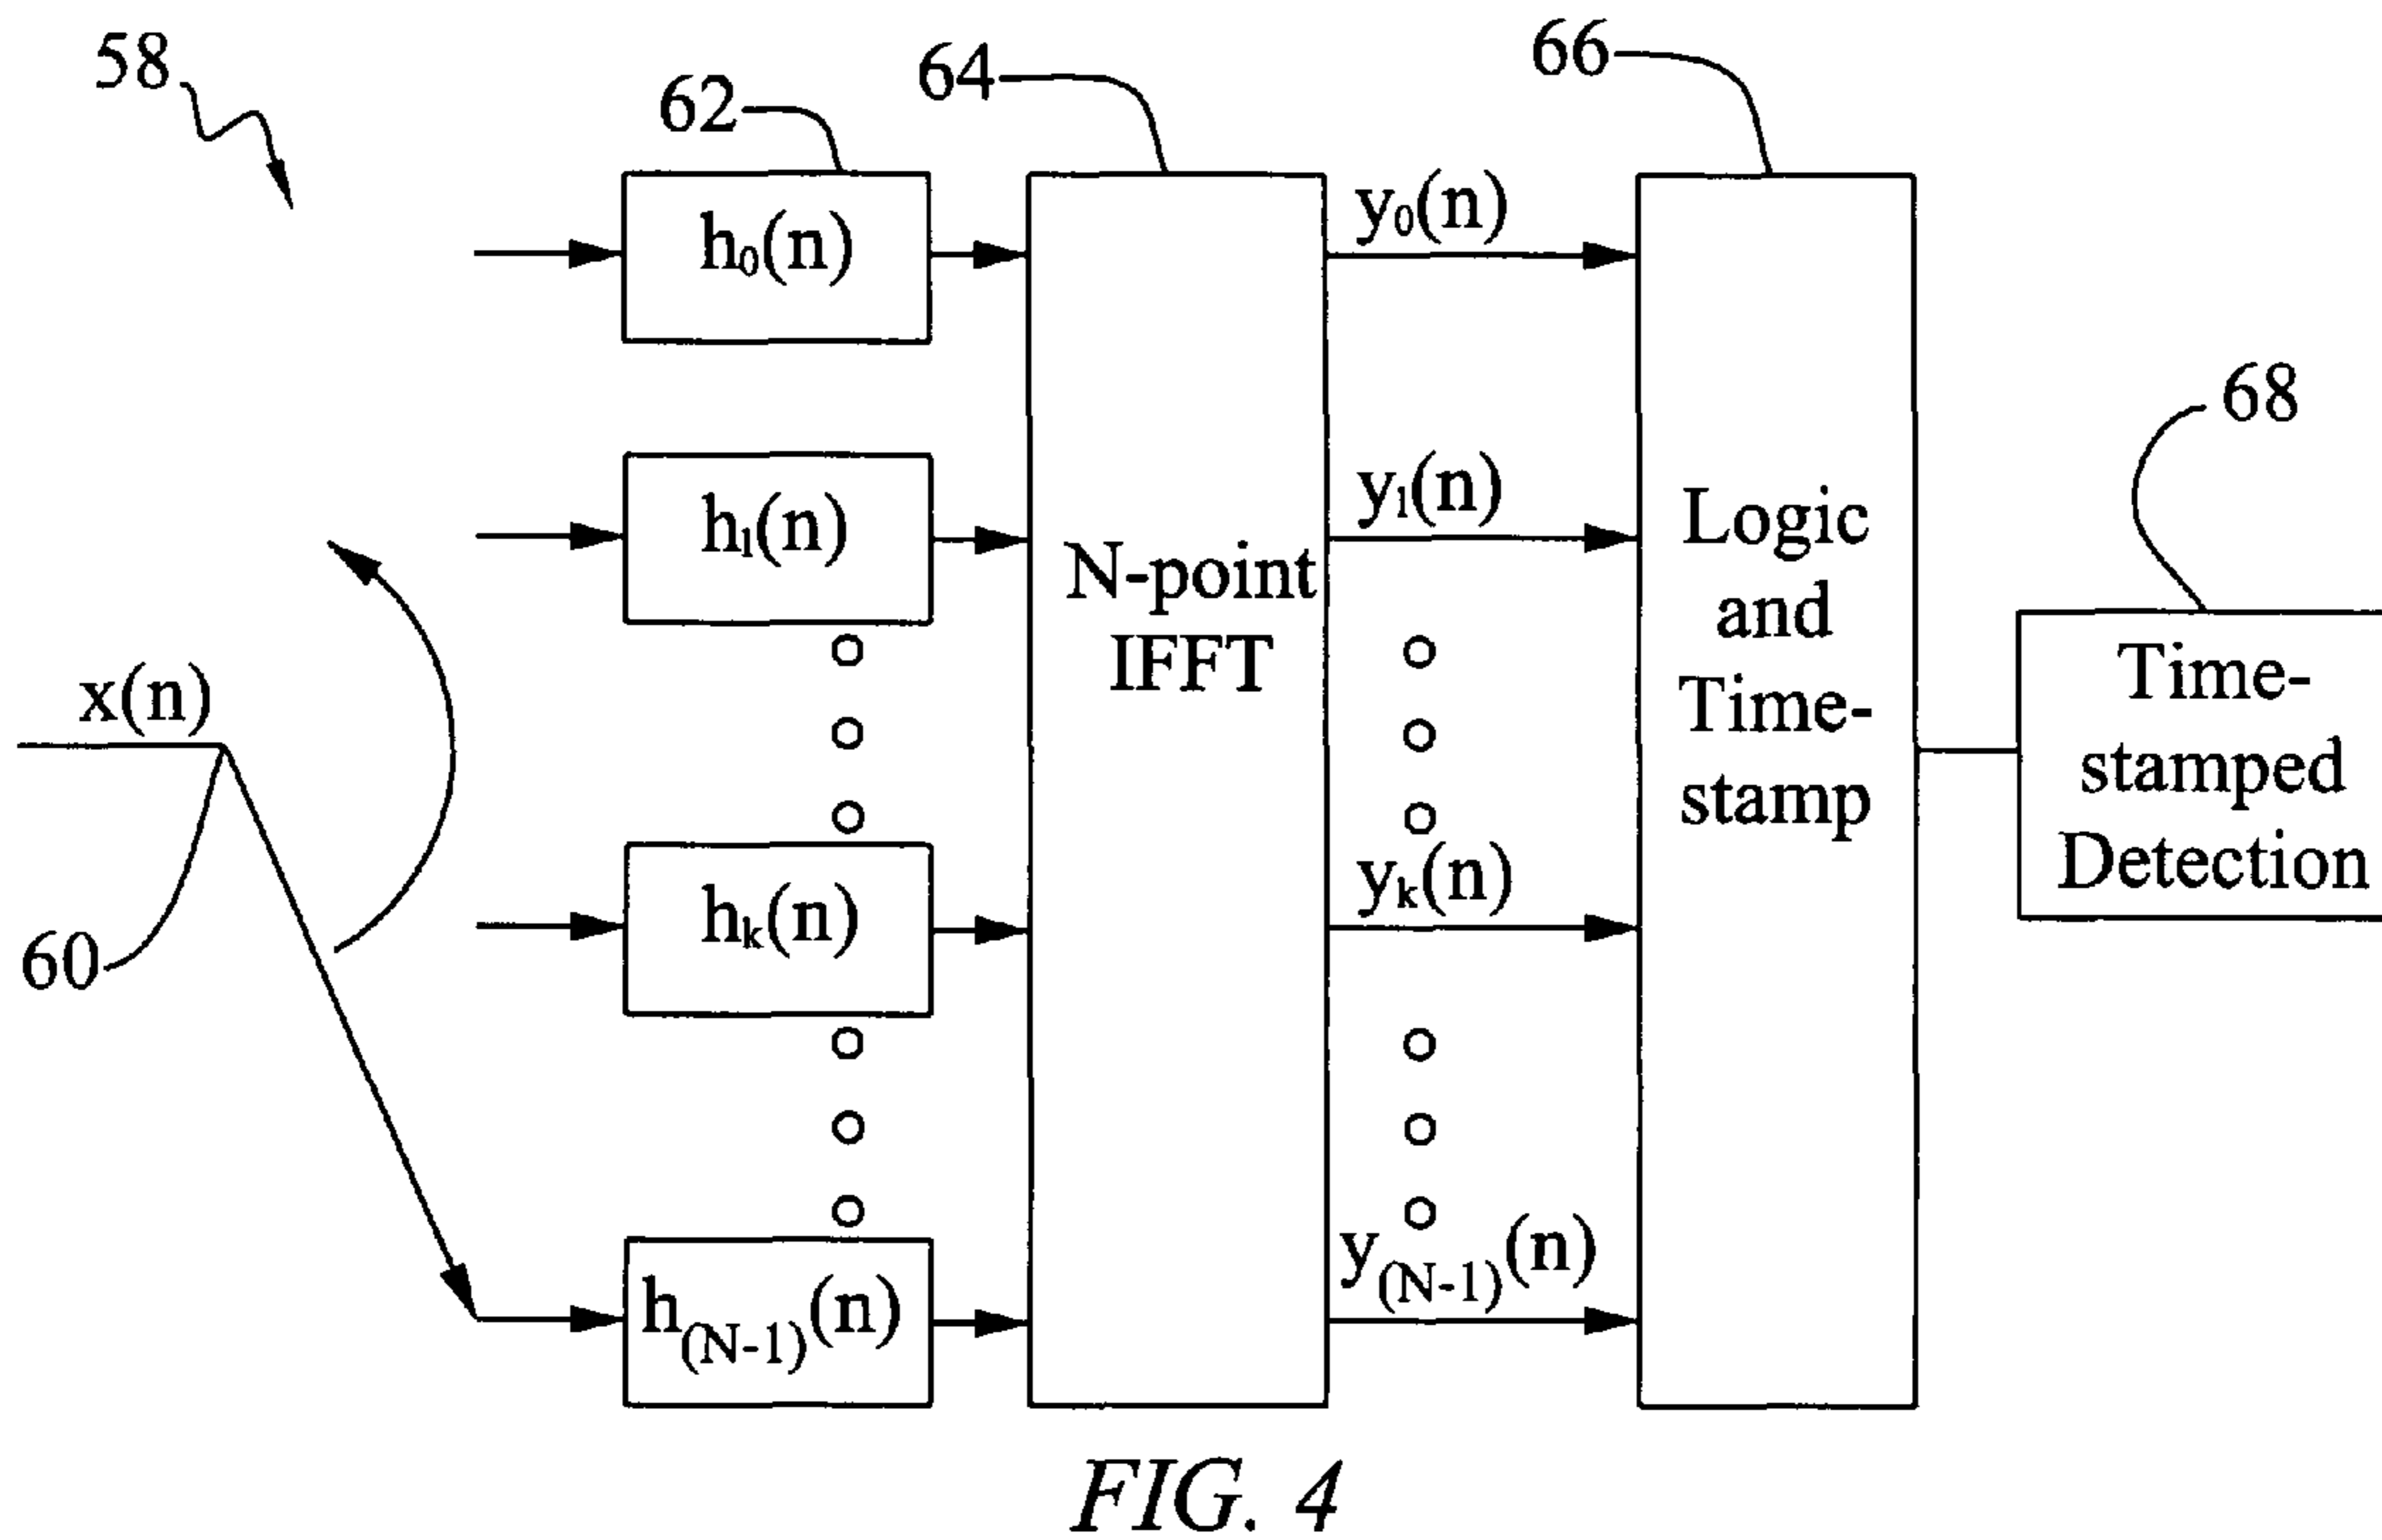 58
62
64
66
h₀(n)
y₀(n)
68
h₁(n)
y₁(n)
N-point
IFFT
Logic
and
Time-
stamp
Time-
stamped
Detection
x(n)
60
hₖ(n)
yₖ(n)
h₍N-1₎(n)
y₍N-1₎(n)
FIG. 4